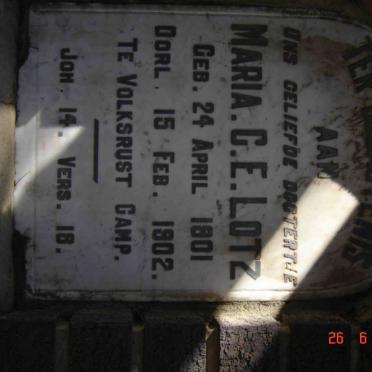 TER
AAN
ONS GELIEFDE DOGTERTJE
MARIA. C. E. LOTZ
GEB. 24 APRIL 1901
OORL. 15 FEB. 1902.
TE VOLKSRUST CAMP.
JOH. 14. VERS. 18.
26 6